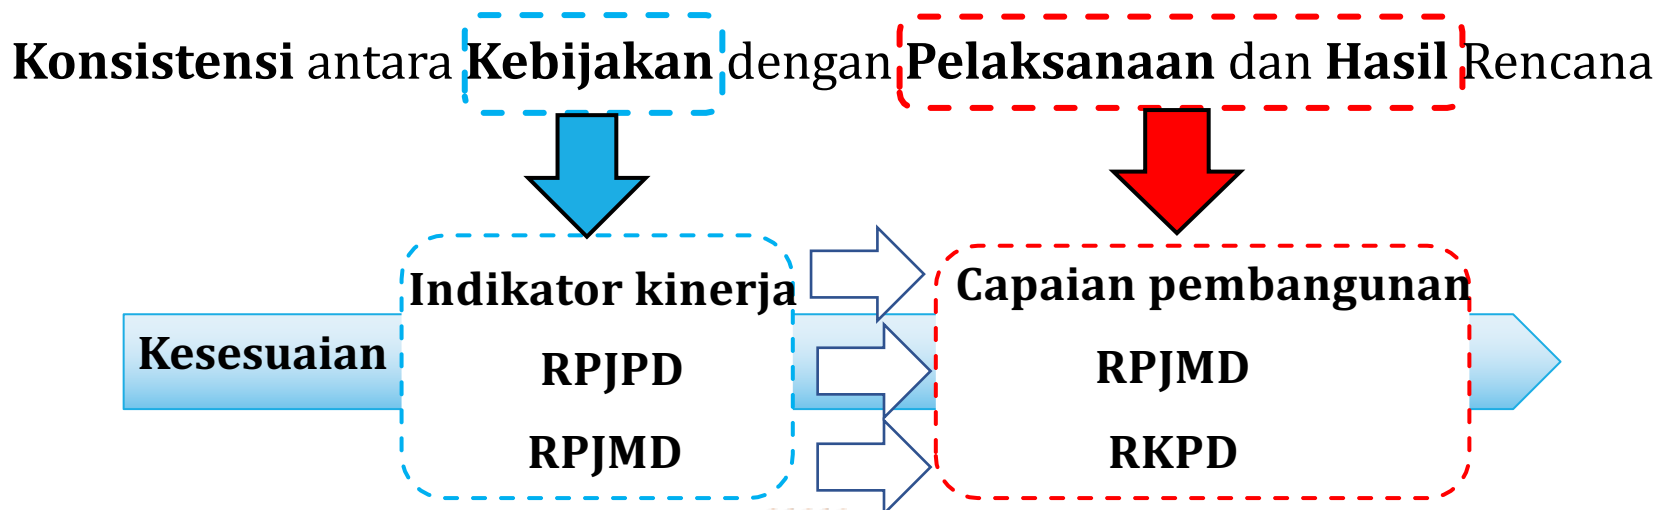 Konsistensi antara Kebijakan dengan Pelaksanaan dan Hasil Rencana
Kesesuaian
Indikator kinerja
RPJPD
RPJMD
Capaian pembangunan
RPJMD
RKPD